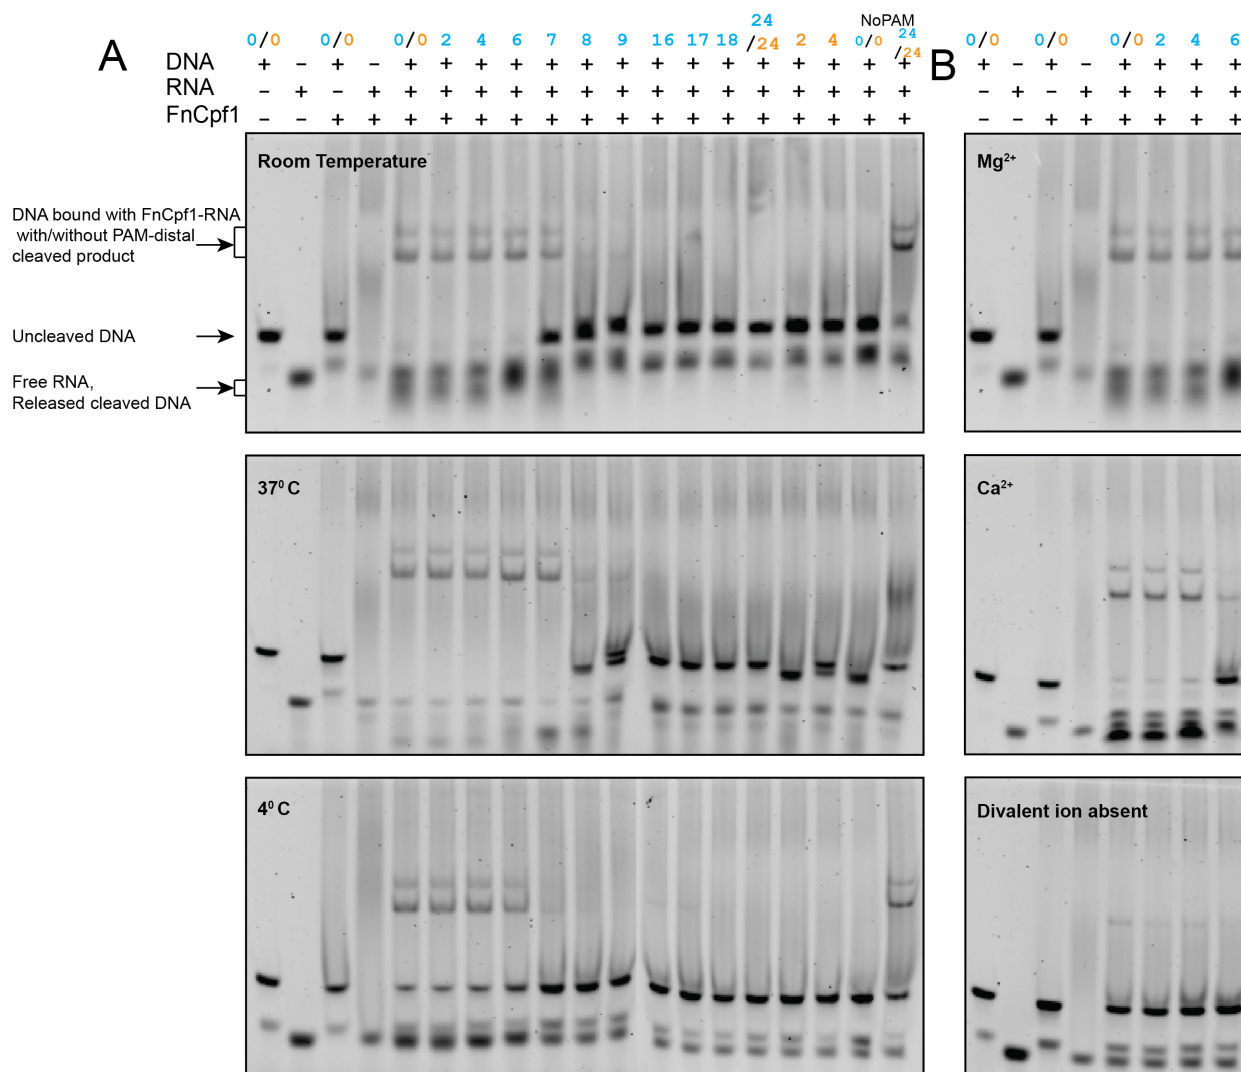 A
B
24
NoPAM
0/0 0/0 0/0 2 4 6 7 8 9 16 17 18 /24 2 4 0/0 24/24
0/0 0/0 0/0 2 4 6
DNA + − + − + + + + + + + + + + + + + +
+ − + − + + + +
RNA − + − + + + + + + + + + + + + + + +
− + − + + + + +
FnCpf1 − − + + + + + + + + + + + + + + + +
− − + + + + + +
Room Temperature
Mg²⁺
DNA bound with FnCpf1-RNA
with/without PAM-distal
cleaved product
Uncleaved DNA
Free RNA,
Released cleaved DNA
37⁰ C
Ca²⁺
4⁰ C
Divalent ion absent